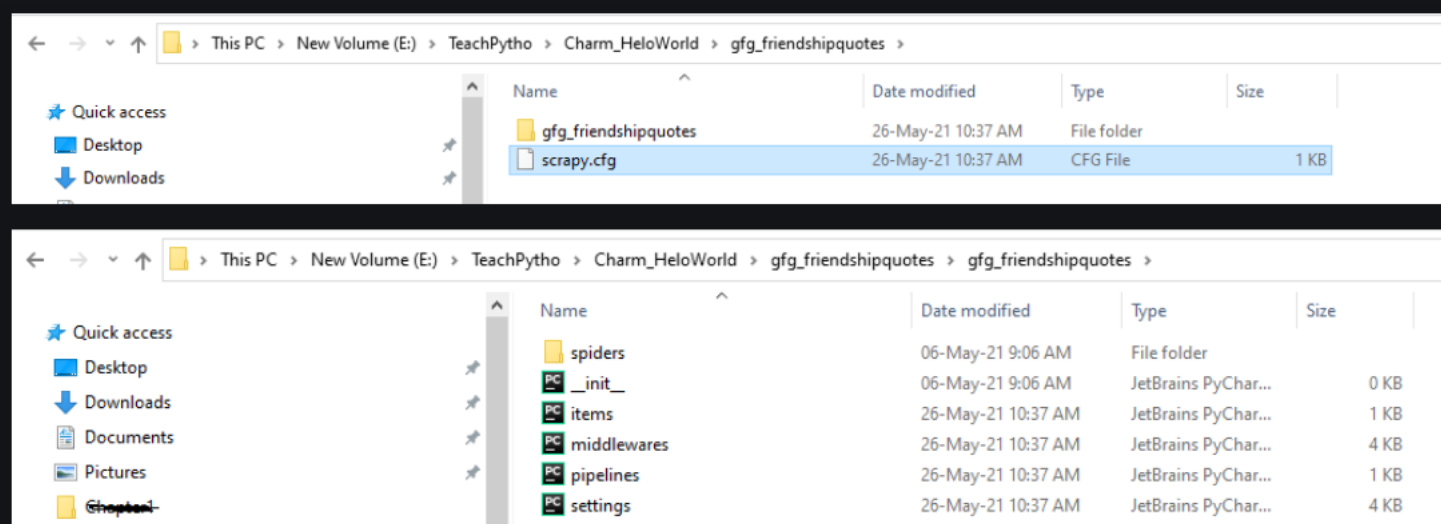 This PC > New Volume (E:) > TeachPytho > Charm_HeloWorld > gfg_friendshipquotes >
Name Date modified Type Size
Quick access
gfg_friendshipquotes 26-May-21 10:37 AM File folder
Desktop
scrapy.cfg 26-May-21 10:37 AM CFG File 1 KB
Downloads
This PC > New Volume (E:) > TeachPytho > Charm_HeloWorld > gfg_friendshipquotes > gfg_friendshipquotes >
Name Date modified Type Size
Quick access
spiders 06-May-21 9:06 AM File folder
Desktop
__init__ 06-May-21 9:06 AM JetBrains PyChar... 0 KB
Downloads
items 26-May-21 10:37 AM JetBrains PyChar... 1 KB
Documents
middlewares 26-May-21 10:37 AM JetBrains PyChar... 4 KB
Pictures
pipelines 26-May-21 10:37 AM JetBrains PyChar... 1 KB
settings 26-May-21 10:37 AM JetBrains PyChar... 4 KB